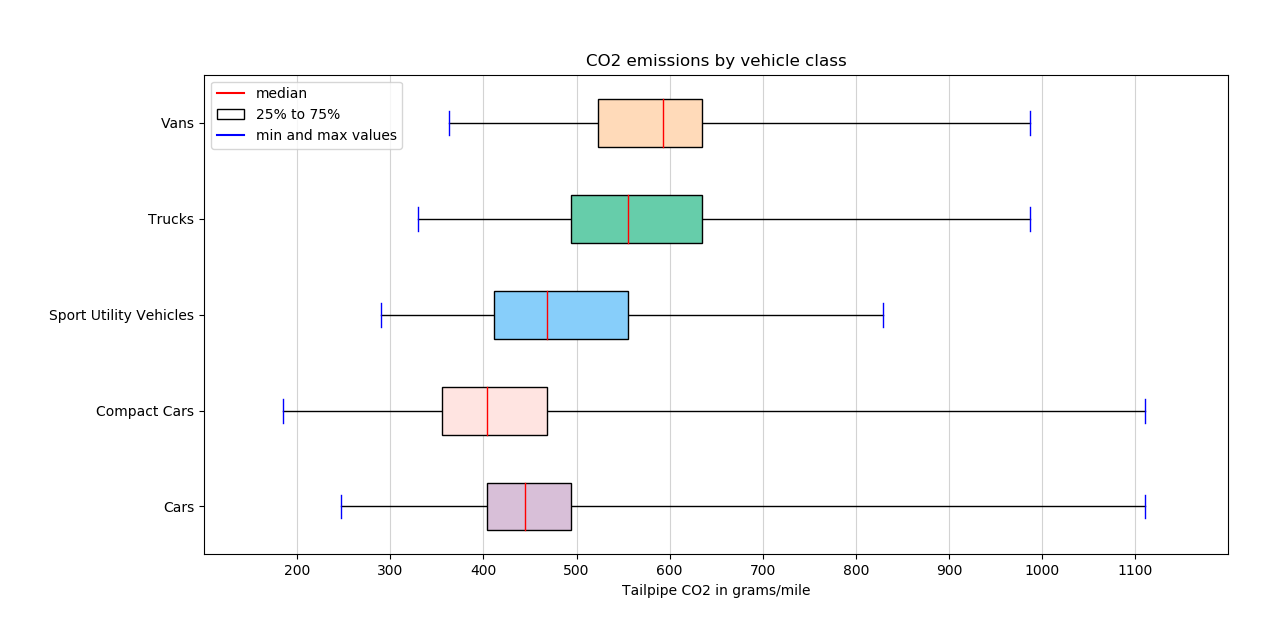 CO2 emissions by vehicle class
median
25% to 75%
min and max values
Vans
Trucks
Sport Utility Vehicles
Compact Cars
Cars
200 300 400 500 600 700 800 900 1000 1100
Tailpipe CO2 in grams/mile